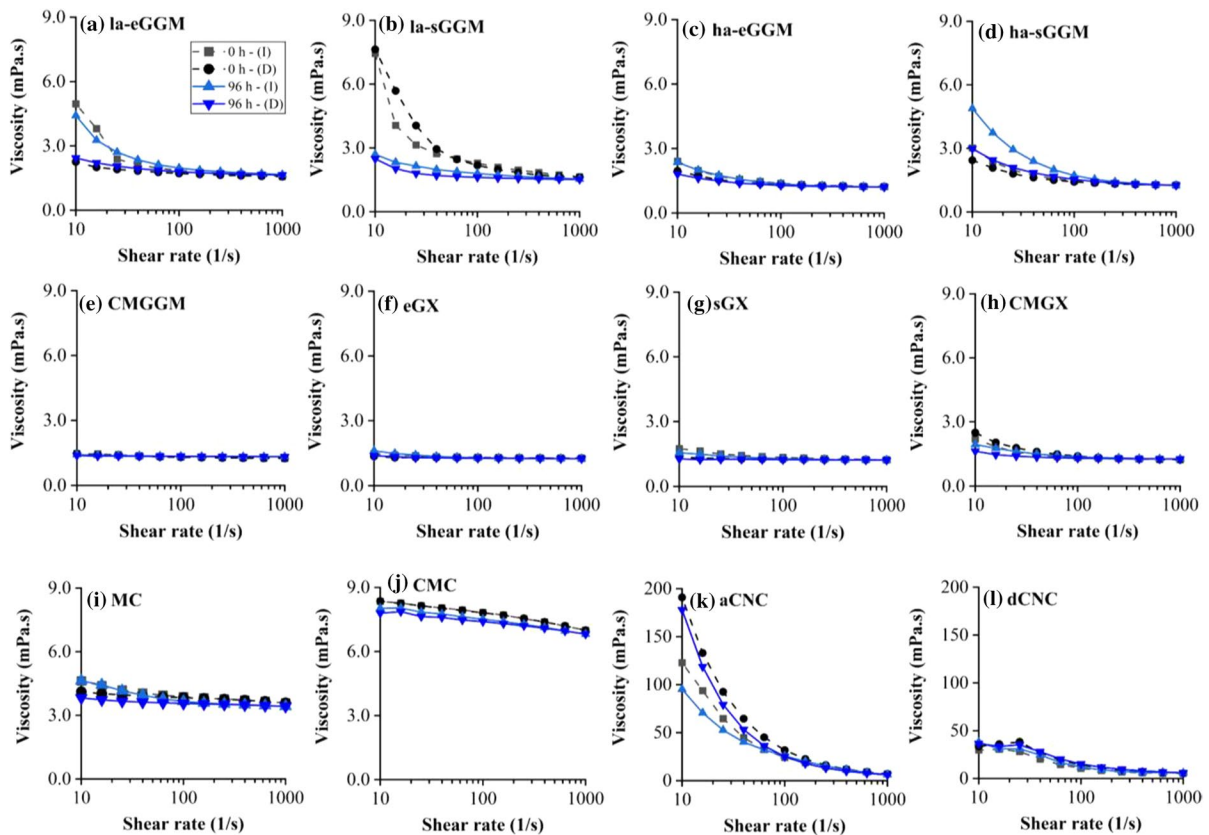 (a) la-eGGM
9.0
6.0
3.0
0.0
Viscosity (mPa.s)
0 h - (I)
0 h - (D)
96 h - (I)
96 h - (D)
10 100 1000
Shear rate (1/s)
(b) la-sGGM
9.0
6.0
3.0
0.0
Viscosity (mPa.s)
10 100 1000
Shear rate (1/s)
(c) ha-eGGM
9.0
6.0
3.0
0.0
Viscosity (mPa.s)
10 100 1000
Shear rate (1/s)
(d) ha-sGGM
9.0
6.0
3.0
0.0
Viscosity (mPa.s)
10 100 1000
Shear rate (1/s)
(e) CMGGM
9.0
6.0
3.0
0.0
Viscosity (mPa.s)
10 100 1000
Shear rate (1/s)
(f) eGX
9.0
6.0
3.0
0.0
Viscosity (mPa.s)
10 100 1000
Shear rate (1/s)
(g) sGX
9.0
6.0
3.0
0.0
Viscosity (mPa.s)
10 100 1000
Shear rate (1/s)
(h) CMGX
9.0
6.0
3.0
0.0
Viscosity (mPa.s)
10 100 1000
Shear rate (1/s)
(i) MC
9.0
6.0
3.0
0.0
Viscosity (mPa.s)
10 100 1000
Shear rate (1/s)
(j) CMC
9.0
6.0
3.0
0.0
Viscosity (mPa.s)
10 100 1000
Shear rate (1/s)
(k) aCNC
200
150
100
50
0
Viscosity (mPa.s)
10 100 1000
Shear rate (1/s)
(l) dCNC
200
150
100
50
0
Viscosity (mPa.s)
10 100 1000
Shear rate (1/s)